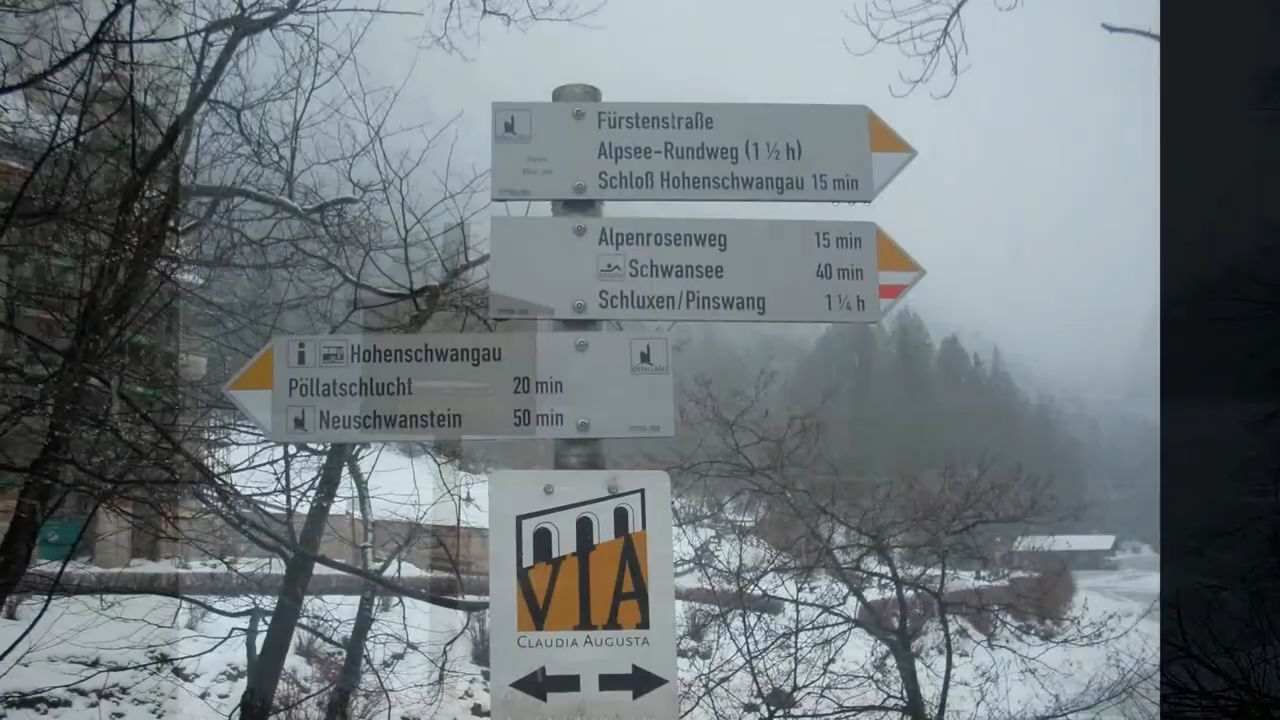 Fürstenstraße
Alpsee-Rundweg (1 ½ h)
Schloß Hohenschwangau 15 min
Alpenrosenweg 15 min
Schwansee 40 min
Schluxen/Pinswang 1 ¼ h
i Hohenschwangau
OSTALLGÄU
Pöllatschlucht 20 min
Neuschwanstein 50 min
VIA
CLAUDIA AUGUSTA